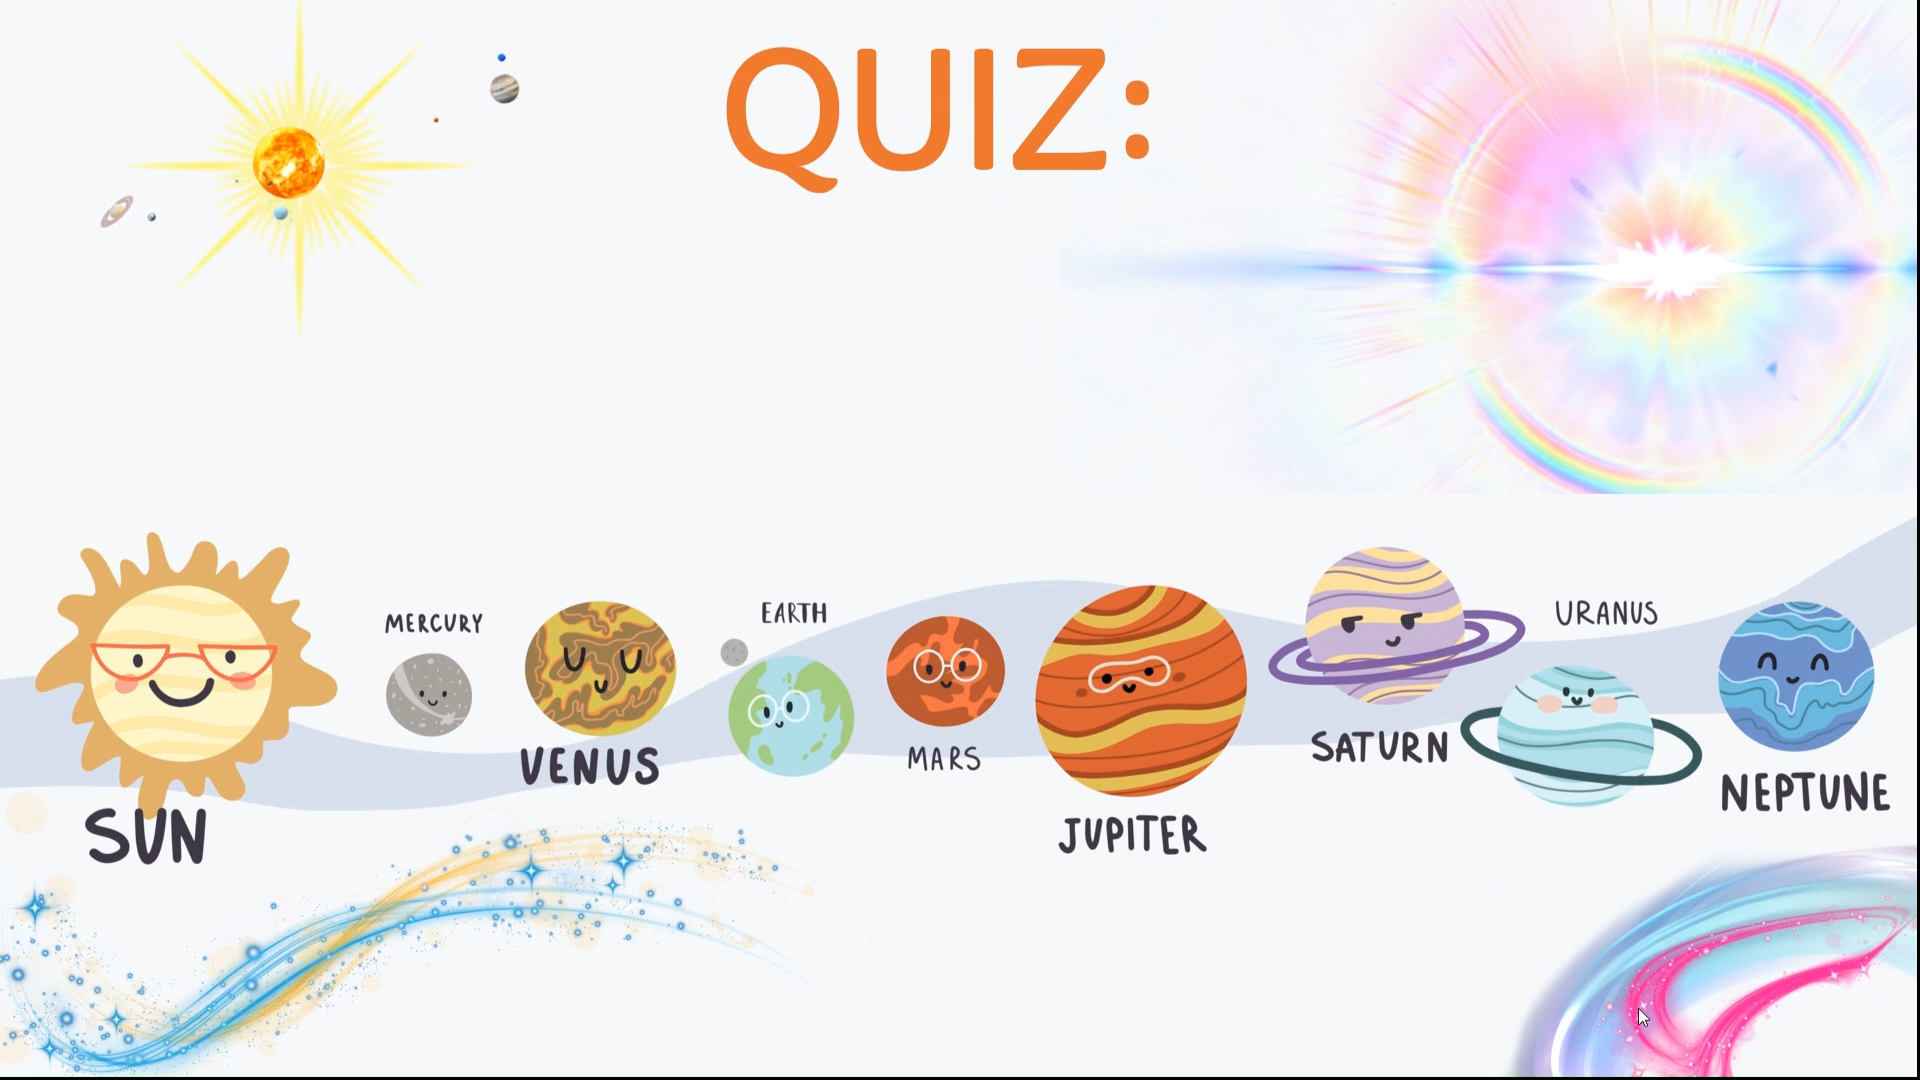 QUIZ:
SUN
MERCURY
VENUS
EARTH
MARS
JUPITER
SATURN
URANUS
NEPTUNE